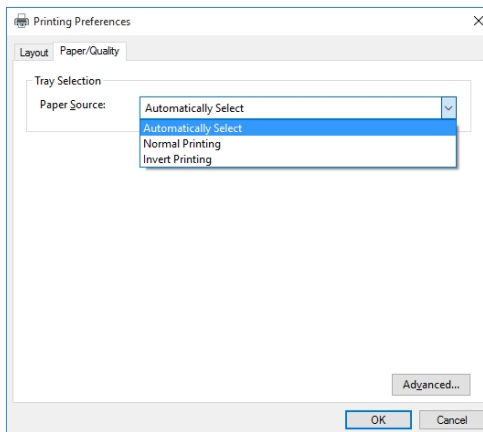 Printing Preferences
Layout Paper/Quality
Tray Selection
Paper Source: Automatically Select
Automatically Select
Normal Printing
Invert Printing
Advanced...
OK Cancel